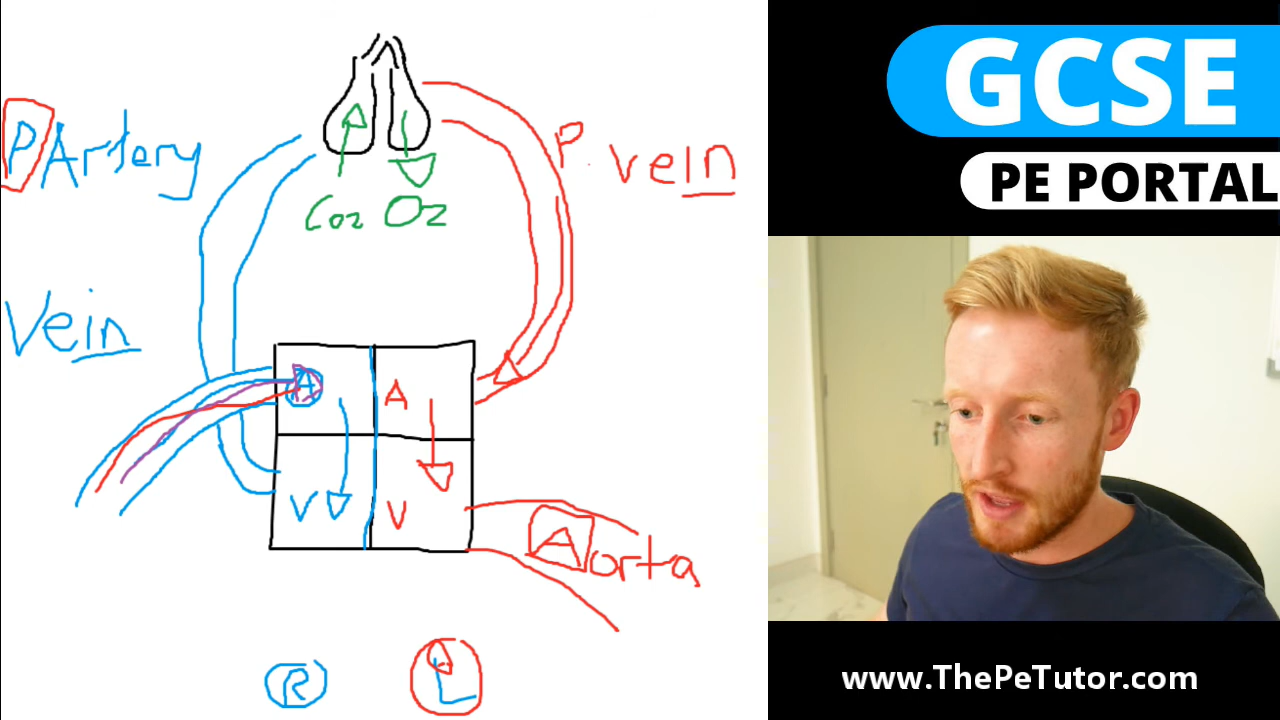 GCSE
PE PORTAL
P Artery
P vein
Co2 O2
Vein
A A
V V
Aorta
R L
www.ThePeTutor.com